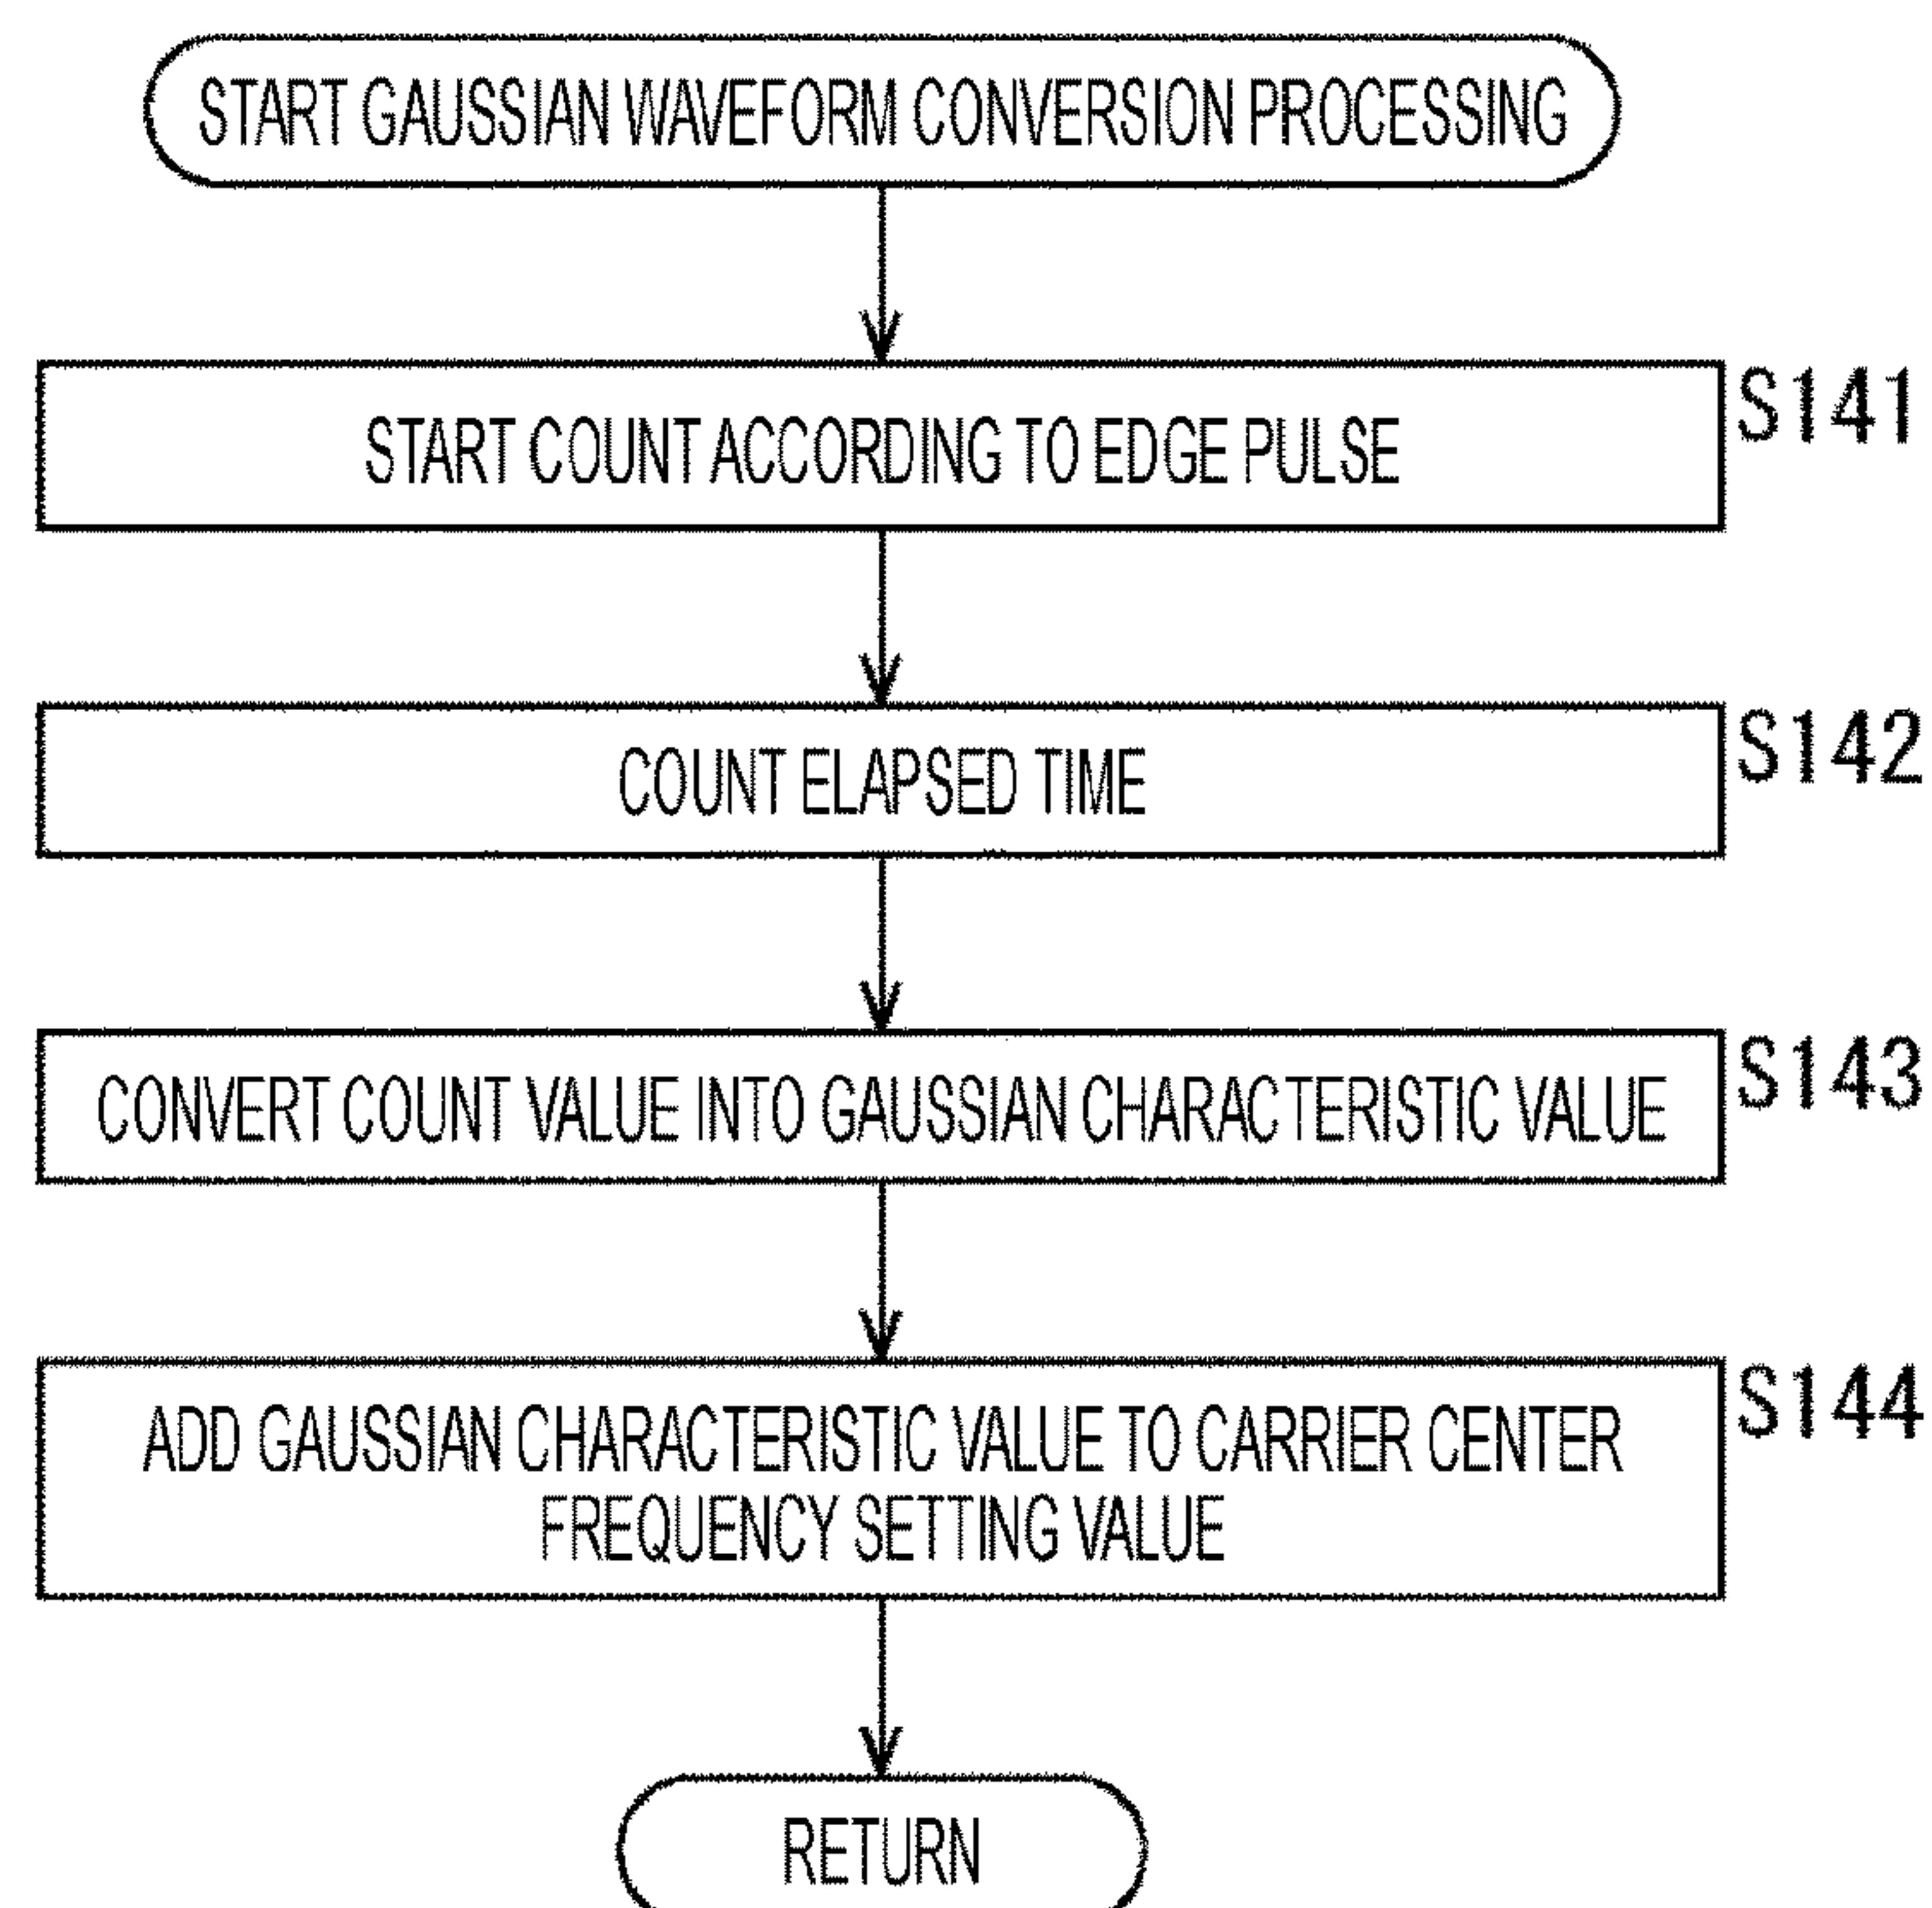 START GAUSSIAN WAVEFORM CONVERSION PROCESSING
START COUNT ACCORDING TO EDGE PULSE
S141
COUNT ELAPSED TIME
S142
CONVERT COUNT VALUE INTO GAUSSIAN CHARACTERISTIC VALUE
S143
ADD GAUSSIAN CHARACTERISTIC VALUE TO CARRIER CENTER
FREQUENCY SETTING VALUE
S144
RETURN